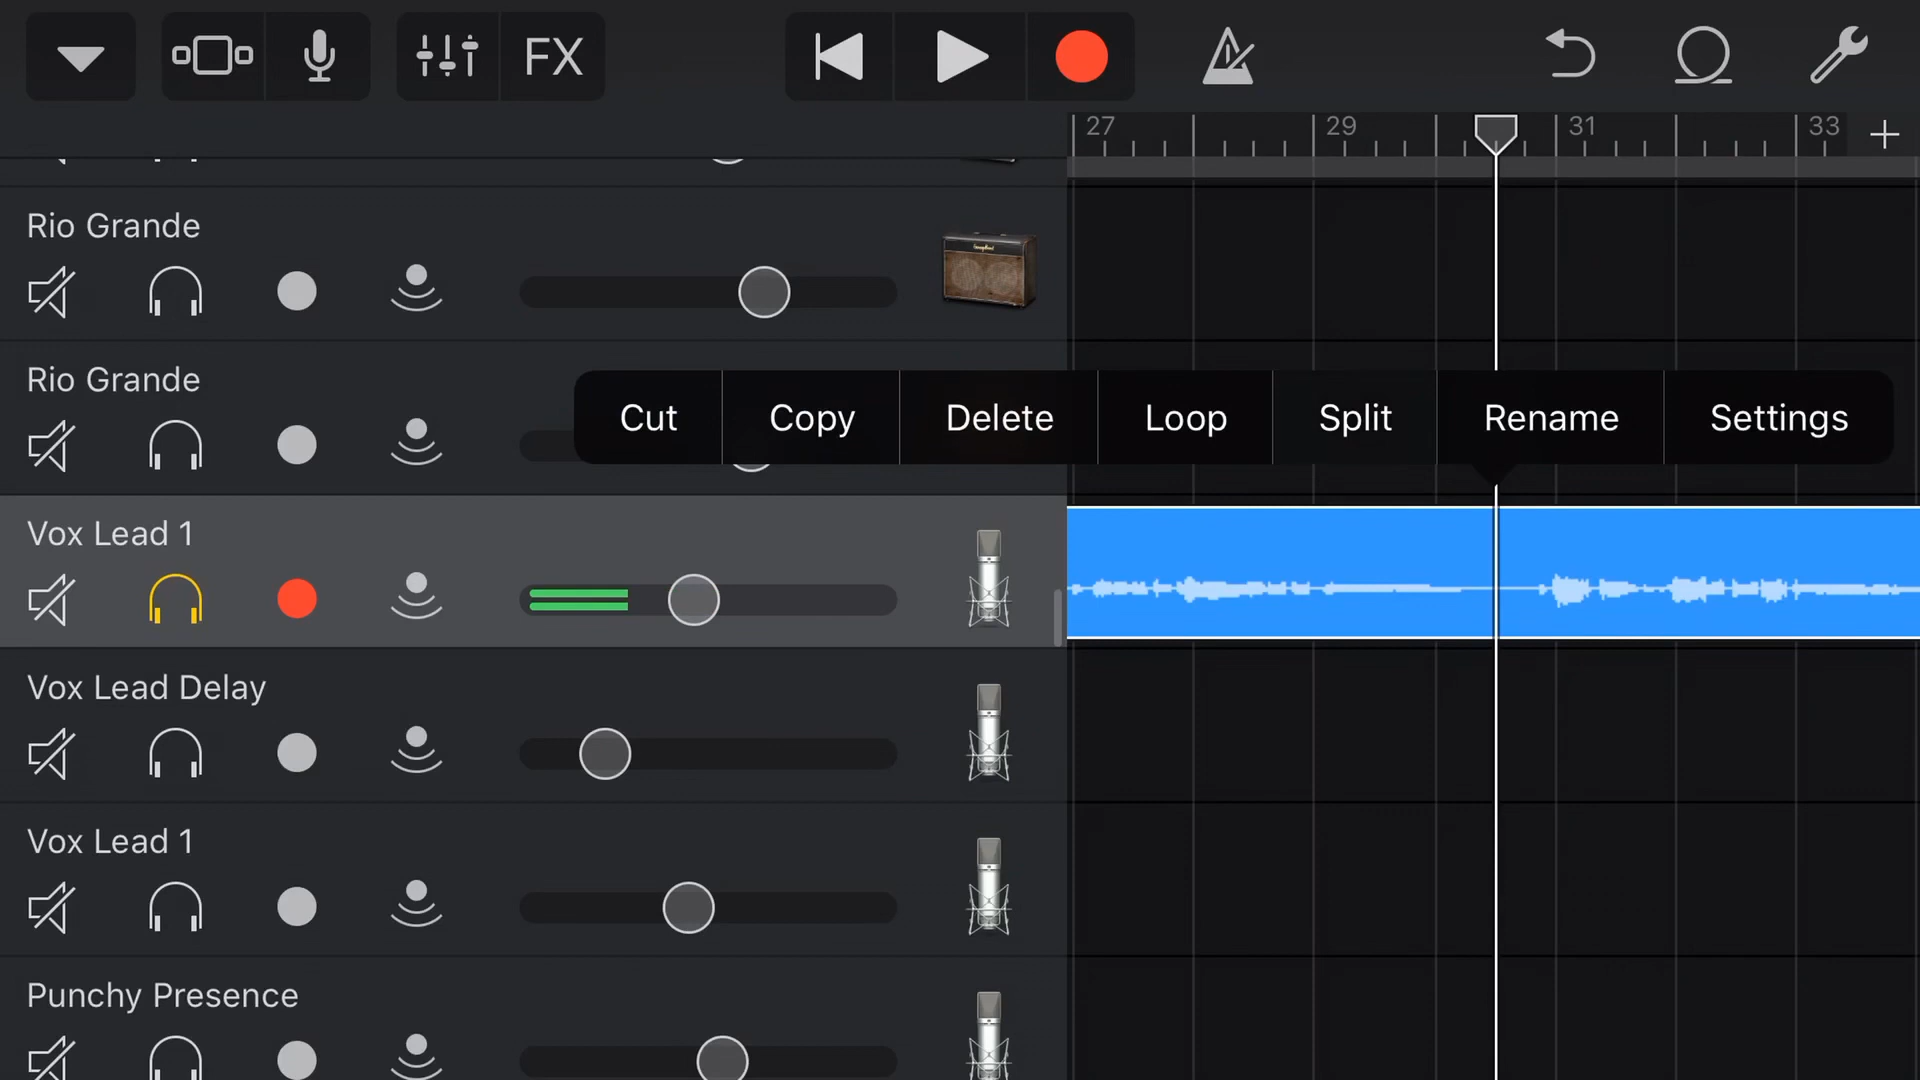 FX
27 29 31 33
Rio Grande
Rio Grande
Cut Copy Delete Loop Split Rename Settings
Vox Lead 1
Vox Lead Delay
Vox Lead 1
Punchy Presence